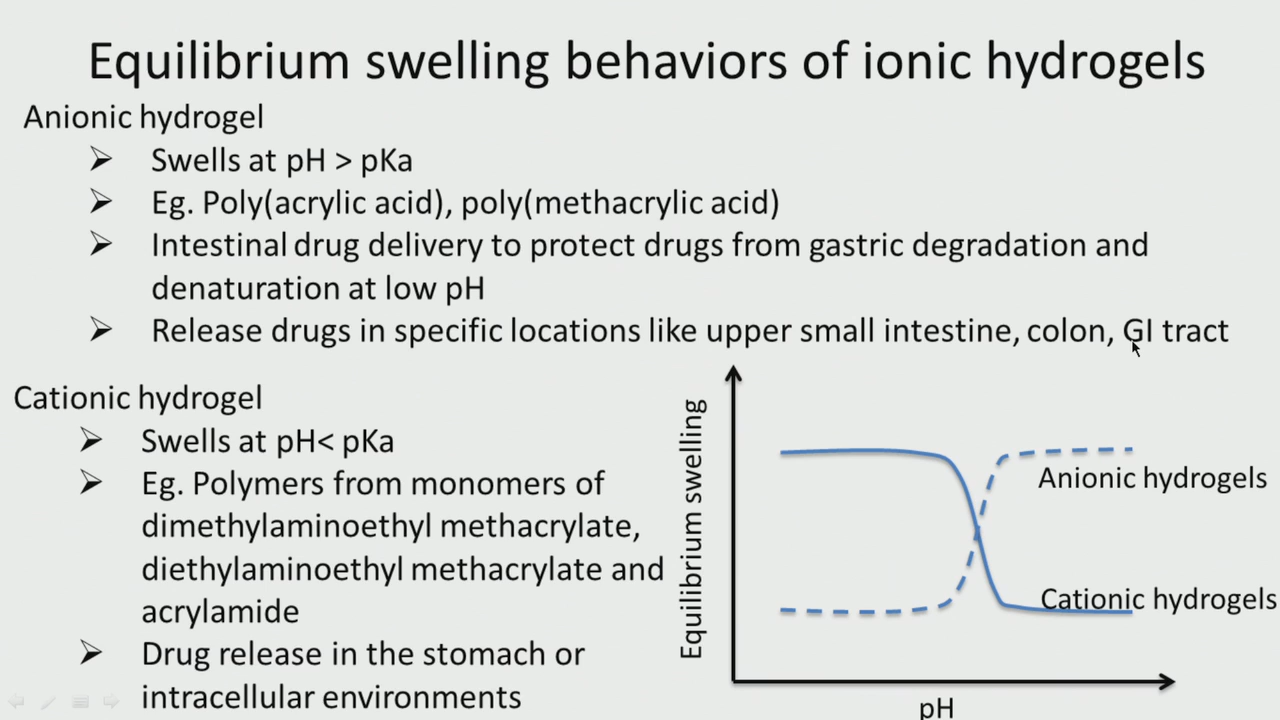 Equilibrium swelling behaviors of ionic hydrogels
Anionic hydrogel
Swells at pH > pKa
Eg. Poly(acrylic acid), poly(methacrylic acid)
Intestinal drug delivery to protect drugs from gastric degradation and
denaturation at low pH
Release drugs in specific locations like upper small intestine, colon, GI tract
Cationic hydrogel
Swells at pH< pKa
Eg. Polymers from monomers of
dimethylaminoethyl methacrylate,
diethylaminoethyl methacrylate and
acrylamide
Drug release in the stomach or
intracellular environments
Equilibrium swelling
Anionic hydrogels
Cationic hydrogels
pH